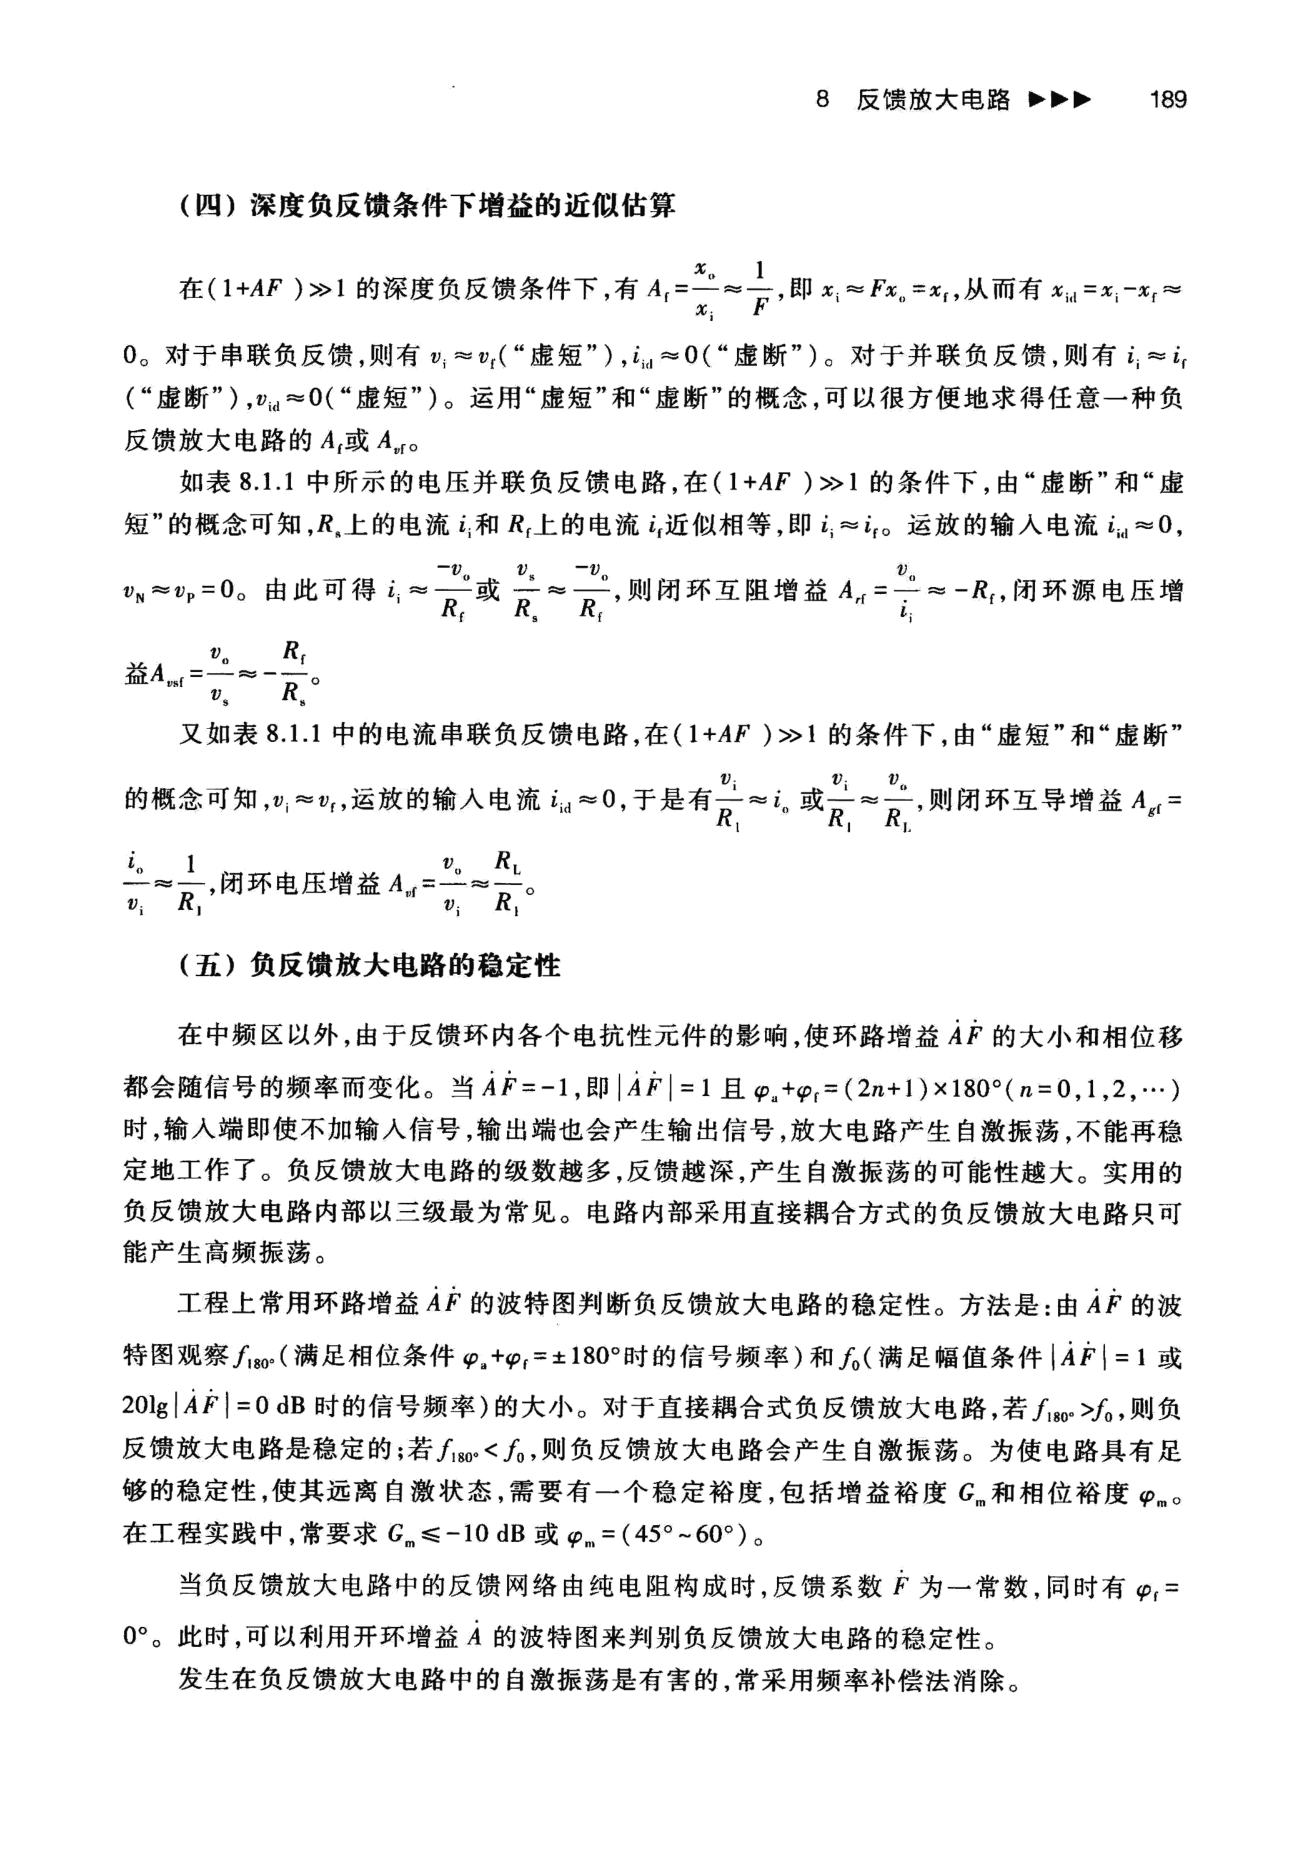 8 反馈放大电路 ▶▶▶ 189
（四）深度负反馈条件下增益的近似估算
在(1+AF)≫1 的深度负反馈条件下,有 A_f=x_o/x_i≈1/F,即 x_i≈Fx_o=x_f,从而有 x_id=x_i-x_f≈
0。对于串联负反馈,则有 v_i≈v_f(“虚短”),i_id≈0(“虚断”)。对于并联负反馈,则有 i_i≈i_f
(“虚断”),v_id≈0(“虚短”)。运用“虚短”和“虚断”的概念,可以很方便地求得任意一种负
反馈放大电路的 A_f或 A_vf。
如表 8.1.1 中所示的电压并联负反馈电路,在(1+AF)≫1 的条件下,由“虚断”和“虚
短”的概念可知,R_s上的电流 i_i和 R_f上的电流 i_f近似相等,即 i_i≈i_f。运放的输入电流 i_id≈0,
v_N≈v_P=0。由此可得 i_i≈-v_o/R_f或 v_s/R_s≈-v_o/R_f,则闭环互阻增益 A_rf=v_o/i_i≈-R_f,闭环源电压增
益A_vsf=v_o/v_s≈-R_f/R_s。
又如表 8.1.1 中的电流串联负反馈电路,在(1+AF)≫1 的条件下,由“虚短”和“虚断”
的概念可知,v_i≈v_f,运放的输入电流 i_id≈0,于是有v_i/R_1≈i_o 或v_i/R_1≈v_o/R_L,则闭环互导增益 A_gf=
i_o/v_i≈1/R_1,闭环电压增益 A_vf=v_o/v_i≈R_L/R_1。
（五）负反馈放大电路的稳定性
在中频区以外,由于反馈环内各个电抗性元件的影响,使环路增益 ȦḞ 的大小和相位移
都会随信号的频率而变化。当 ȦḞ=-1,即|ȦḞ|=1 且 φ_a+φ_f=(2n+1)×180°(n=0,1,2,…)
时,输入端即使不加输入信号,输出端也会产生输出信号,放大电路产生自激振荡,不能再稳
定地工作了。负反馈放大电路的级数越多,反馈越深,产生自激振荡的可能性越大。实用的
负反馈放大电路内部以三级最为常见。电路内部采用直接耦合方式的负反馈放大电路只可
能产生高频振荡。
工程上常用环路增益 ȦḞ 的波特图判断负反馈放大电路的稳定性。方法是:由 ȦḞ 的波
特图观察 f_180°(满足相位条件 φ_a+φ_f=±180°时的信号频率)和 f_0(满足幅值条件|ȦḞ|=1 或
20lg|ȦḞ|=0 dB 时的信号频率)的大小。对于直接耦合式负反馈放大电路,若 f_180°>f_0,则负
反馈放大电路是稳定的;若 f_180°<f_0,则负反馈放大电路会产生自激振荡。为使电路具有足
够的稳定性,使其远离自激状态,需要有一个稳定裕度,包括增益裕度 G_m和相位裕度 φ_m。
在工程实践中,常要求 G_m≤-10 dB 或 φ_m=(45°~60°)。
当负反馈放大电路中的反馈网络由纯电阻构成时,反馈系数 Ḟ 为一常数,同时有 φ_f=
0°。此时,可以利用开环增益 Ȧ 的波特图来判别负反馈放大电路的稳定性。
发生在负反馈放大电路中的自激振荡是有害的,常采用频率补偿法消除。